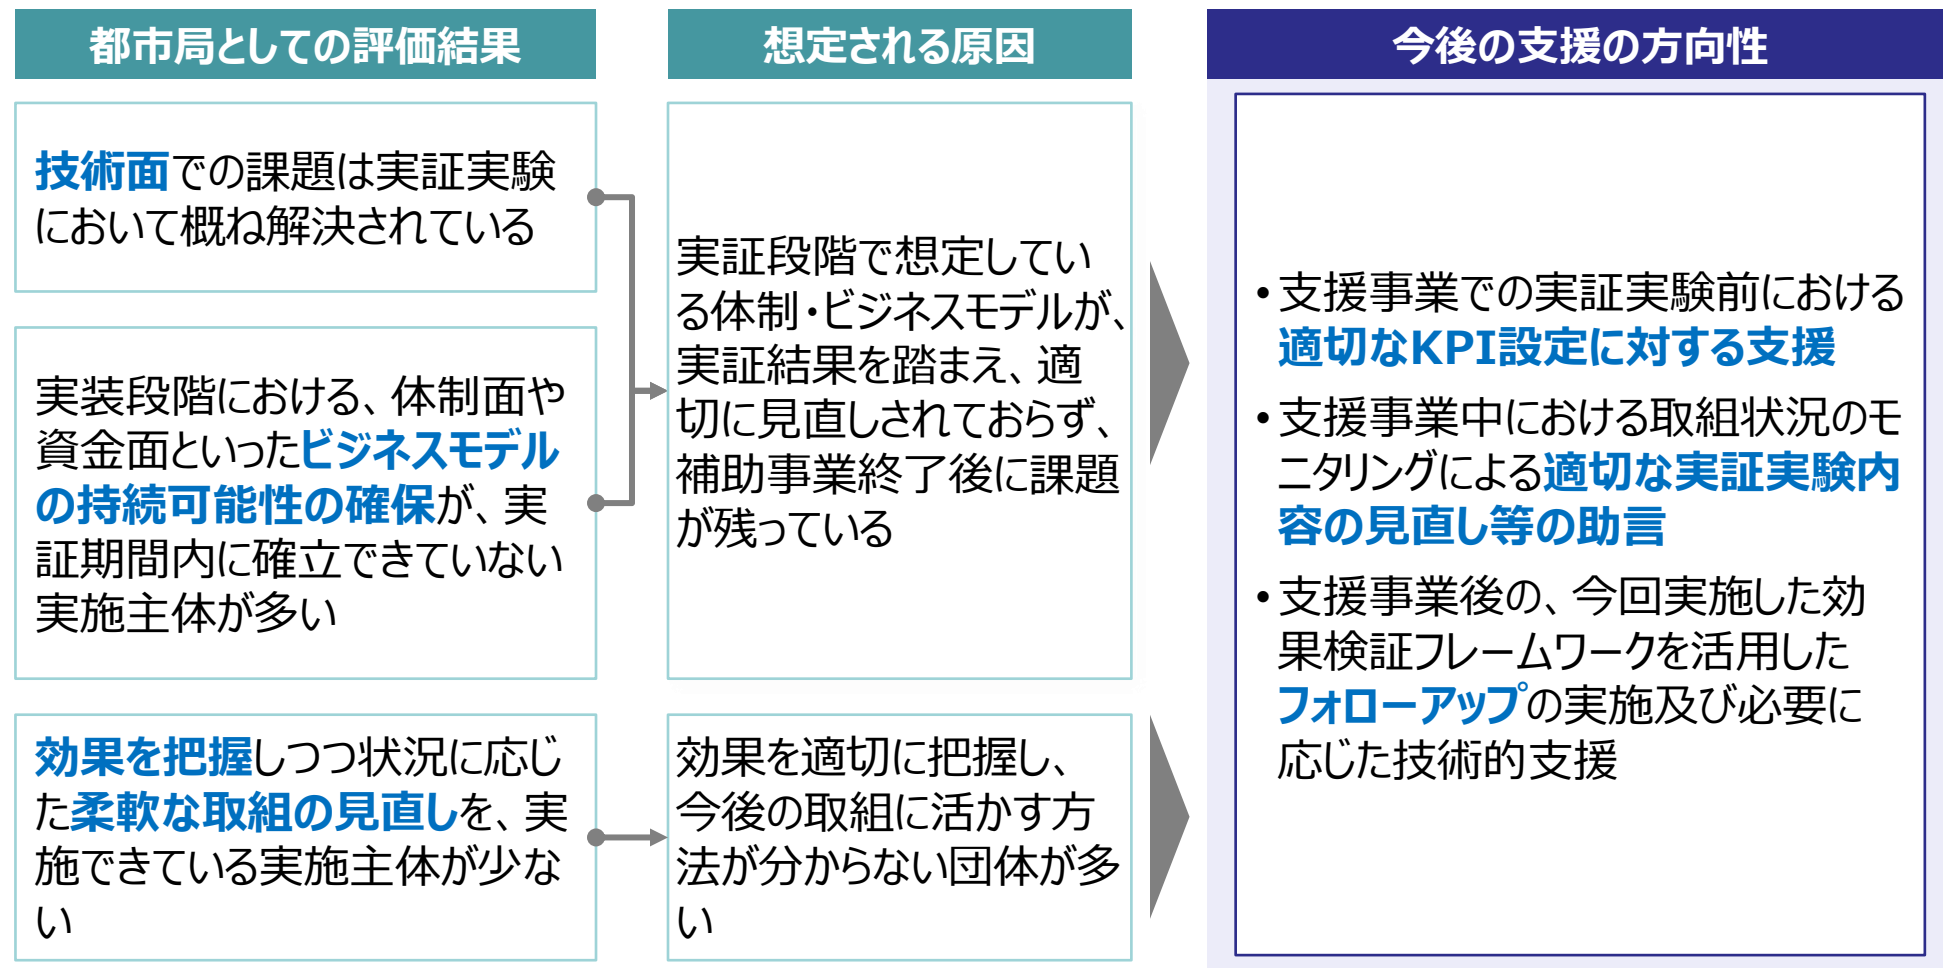 都市局としての評価結果
技術面での課題は実証実験
において概ね解決されている
実装段階における、体制面や
資金面といったビジネスモデル
の持続可能性の確保が、実
証期間内に確立できていない
実施主体が多い
効果を把握しつつ状況に応じ
た柔軟な取組の見直しを、実
施できている実施主体が少な
い
想定される原因
実証段階で想定してい
る体制・ビジネスモデルが、
実証結果を踏まえ、適
切に見直しされておらず、
補助事業終了後に課題
が残っている
効果を適切に把握し、
今後の取組に活かす方
法が分からない団体が多
い
今後の支援の方向性
•支援事業での実証実験前における
適切なKPI設定に対する支援
•支援事業中における取組状況のモ
ニタリングによる適切な実証実験内
容の見直し等の助言
•支援事業後の、今回実施した効
果検証フレームワークを活用した
フォローアップの実施及び必要に
応じた技術的支援